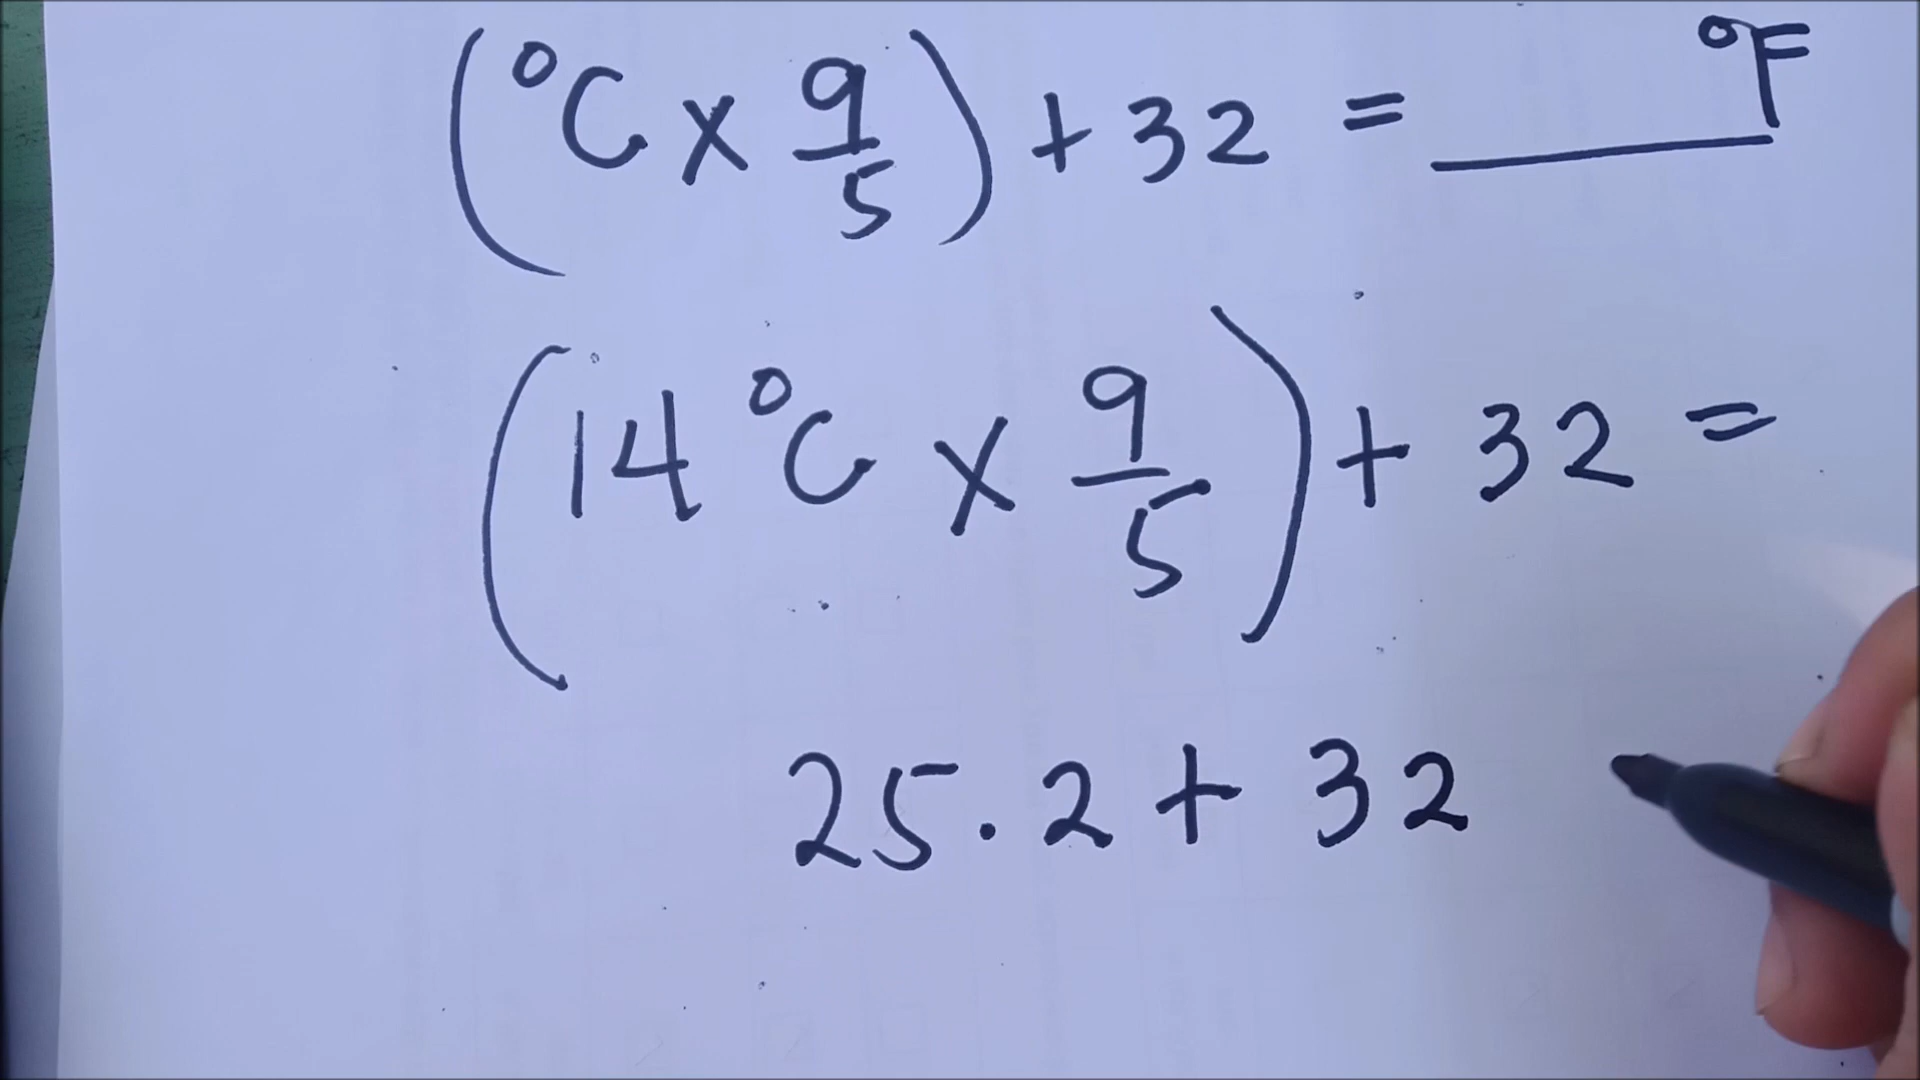 (°C x 9/5) + 32 = ____ °F
(14 °C x 9/5) + 32 =
25.2 + 32